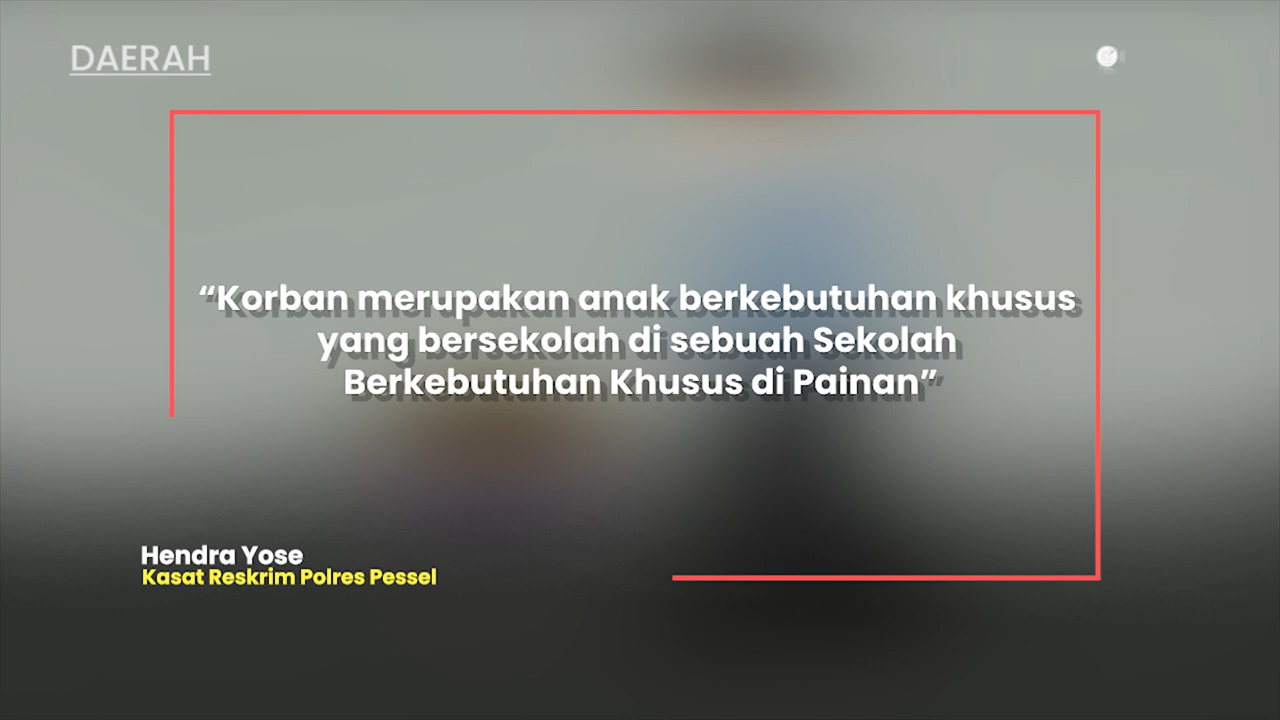 DAERAH
“Korban merupakan anak berkebutuhan khusus
yang bersekolah di sebuah Sekolah
Berkebutuhan Khusus di Painan”
Hendra Yose
Kasat Reskrim Polres Pessel